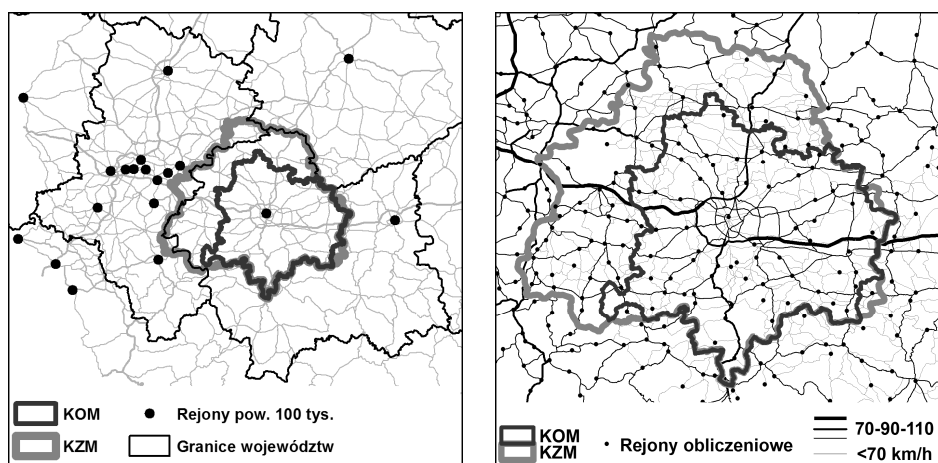 KOM
Rejony pow. 100 tys.
KZM
Granice województw
KOM
KZM
Rejony obliczeniowe
70-90-110
<70 km/h